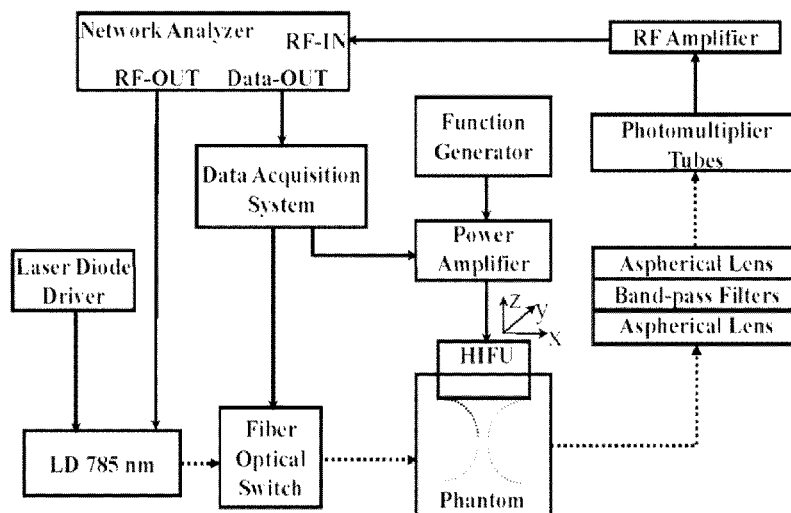 Network Analyzer
RF-IN
RF-OUT Data-OUT
RF Amplifier
Function
Generator
Photomultiplier
Tubes
Data Acquisition
System
Power
Amplifier
Laser Diode
Driver
Aspherical Lens
Band-pass Filters
Aspherical Lens
z
y
x
HIFU
LD 785 nm
Fiber
Optical
Switch
Phantom